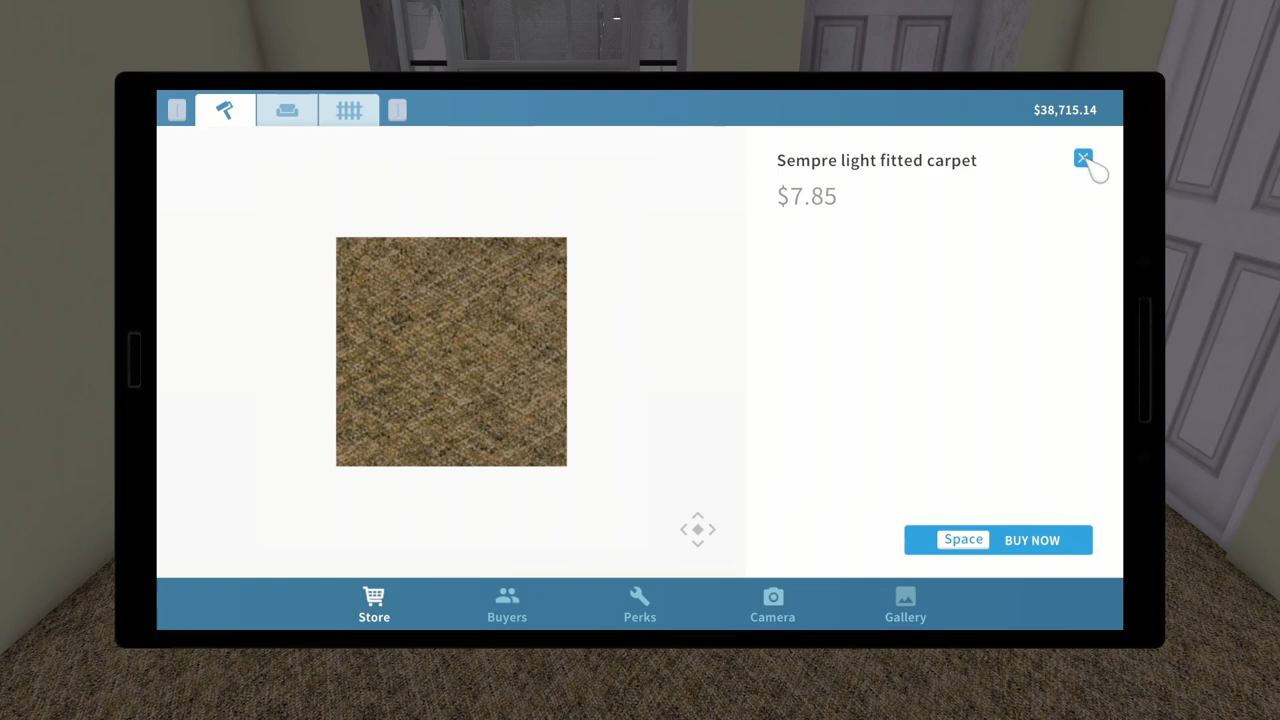 $38,715.14
Sempre light fitted carpet
$7.85
Space BUY NOW
Store Buyers Perks Camera Gallery